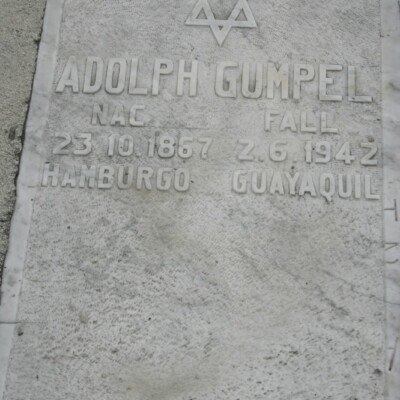 ADOLPH GUMPEL
NAC FALL
23.10.1867 2.6.1942
HAMBURGO GUAYAQUIL